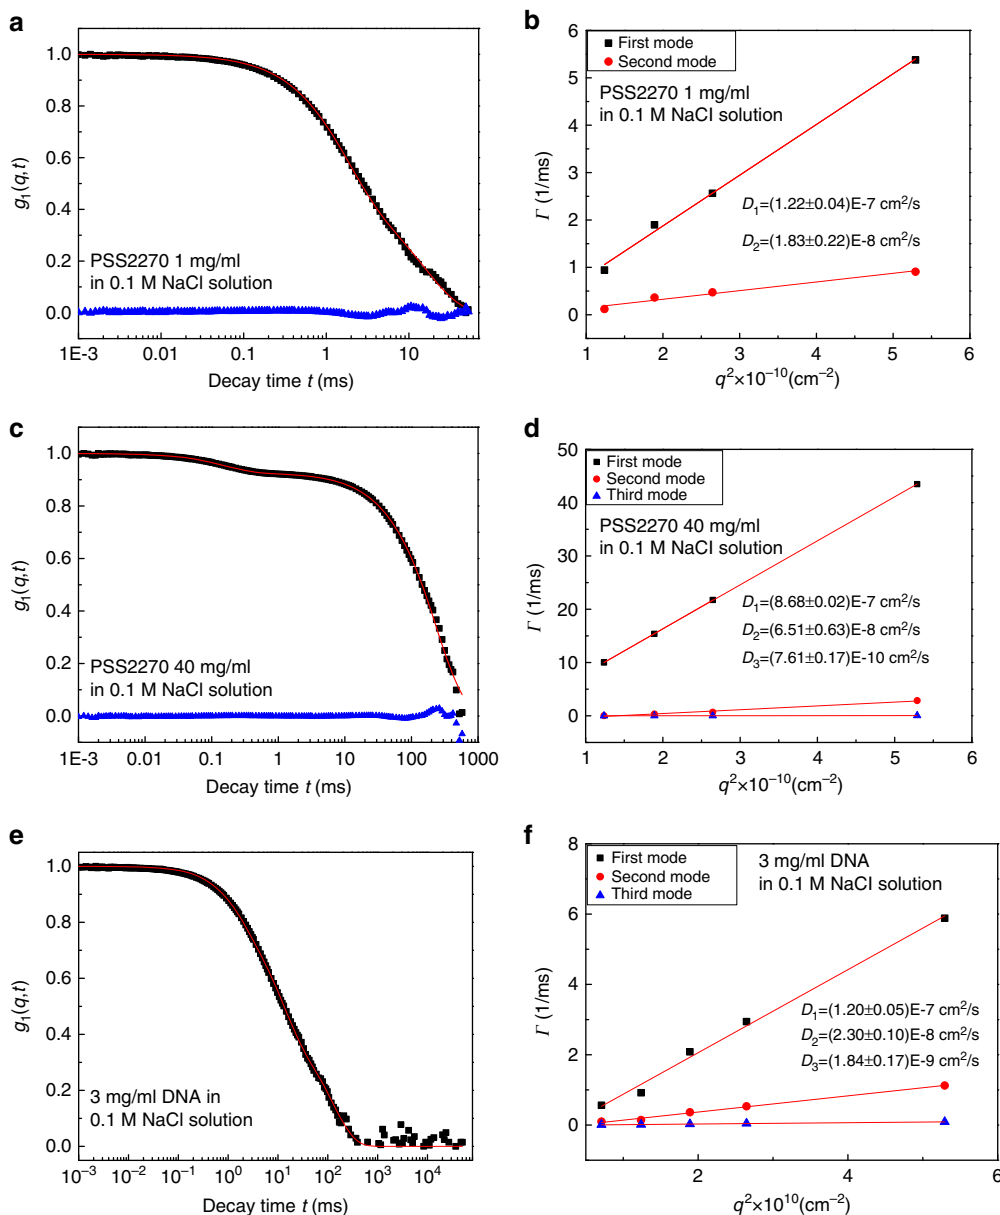 a
1.0
0.8
0.6
0.4
0.2
0.0
g1(q,t)
PSS2270 1 mg/ml
in 0.1 M NaCl solution
1E-3
0.01
0.1
1
10
Decay time t (ms)
b
6
5
4
3
2
1
0
Γ (1/ms)
First mode
Second mode
PSS2270 1 mg/ml
in 0.1 M NaCl solution
D₁=(1.22±0.04)E-7 cm²/s
D₂=(1.83±0.22)E-8 cm²/s
1
2
3
4
5
6
q²×10⁻¹⁰(cm⁻²)
c
1.0
0.8
0.6
0.4
0.2
0.0
g₁(q,t)
PSS2270 40 mg/ml
in 0.1 M NaCl solution
1E-3
0.01
0.1
1
10
100
1000
Decay time t (ms)
d
50
40
30
20
10
0
Γ (1/ms)
First mode
Second mode
Third mode
PSS2270 40 mg/ml
in 0.1 M NaCl solution
D₁=(8.68±0.02)E-7 cm²/s
D₂=(6.51±0.63)E-8 cm²/s
D₃=(7.61±0.17)E-10 cm²/s
1
2
3
4
5
6
q²×10⁻¹⁰(cm⁻²)
e
1.0
0.8
0.6
0.4
0.2
0.0
g₁(q,t)
3 mg/ml DNA in
0.1 M NaCl solution
10⁻³
10⁻²
10⁻¹
10⁰
10¹
10²
10³
10⁴
Decay time t (ms)
f
8
6
4
2
0
Γ (1/ms)
First mode
Second mode
Third mode
3 mg/ml DNA
in 0.1 M NaCl solution
D₁=(1.20±0.05)E-7 cm²/s
D₂=(2.30±0.10)E-8 cm²/s
D₃=(1.84±0.17)E-9 cm²/s
2
4
6
q²×10¹⁰(cm⁻²)